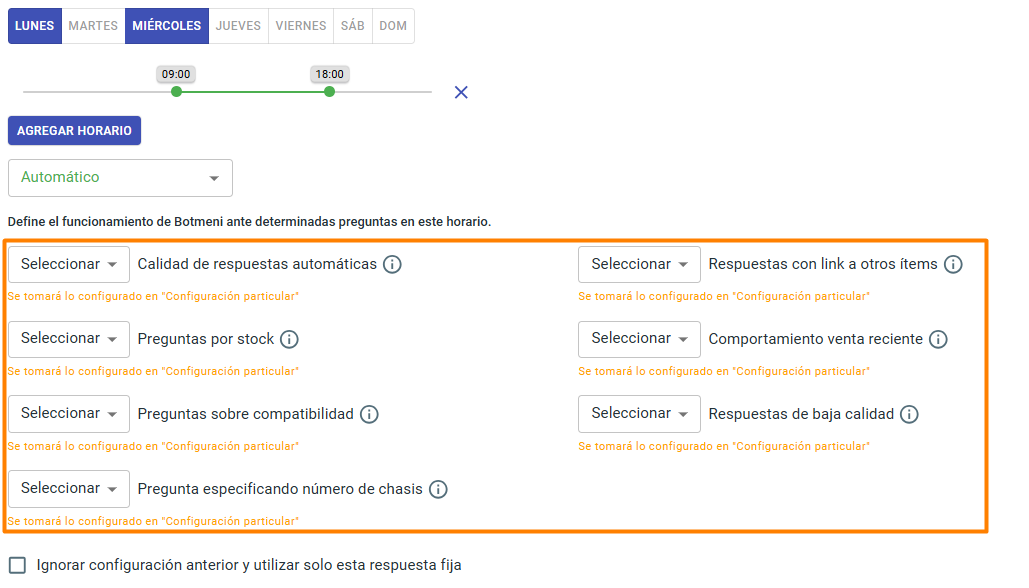 LUNES MARTES MIÉRCOLES JUEVES VIERNES SÁB DOM
09:00 18:00
AGREGAR HORARIO
Automático
Define el funcionamiento de Botmeni ante determinadas preguntas en este horario.
Seleccionar Calidad de respuestas automáticas Seleccionar Respuestas con link a otros ítems
Se tomará lo configurado en "Configuración particular" Se tomará lo configurado en "Configuración particular"
Seleccionar Preguntas por stock Seleccionar Comportamiento venta reciente
Se tomará lo configurado en "Configuración particular" Se tomará lo configurado en "Configuración particular"
Seleccionar Preguntas sobre compatibilidad Seleccionar Respuestas de baja calidad
Se tomará lo configurado en "Configuración particular" Se tomará lo configurado en "Configuración particular"
Seleccionar Pregunta especificando número de chasis
Se tomará lo configurado en "Configuración particular"
Ignorar configuración anterior y utilizar solo esta respuesta fija